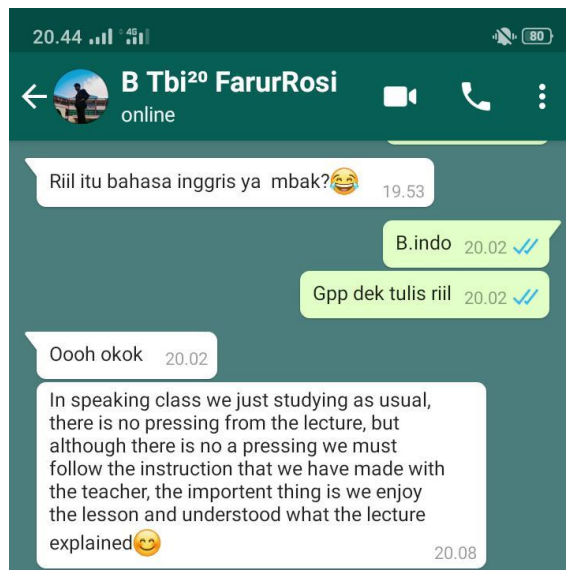 20.44 4G 80
B Tbi²⁰ FarurRosi
online
Riil itu bahasa inggris ya mbak?😂 19.53
B.indo 20.02
Gpp dek tulis riil 20.02
Oooh okok 20.02
In speaking class we just studying as usual,
there is no pressing from the lecture, but
although there is no a pressing we must
follow the instruction that we have made with
the teacher, the importent thing is we enjoy
the lesson and understood what the lecture
explained😊 20.08